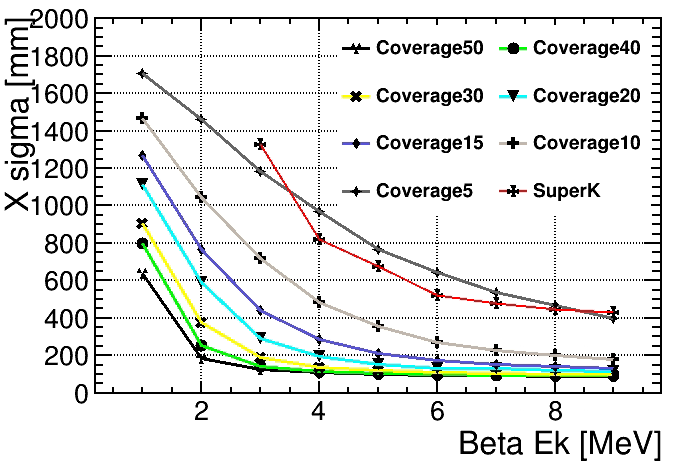 X sigma [mm]
2000
1800
1600
1400
1200
1000
800
600
400
200
0
Coverage50 Coverage40
Coverage30 Coverage20
Coverage15 Coverage10
Coverage5 SuperK
2 4 6 8
Beta Ek [MeV]